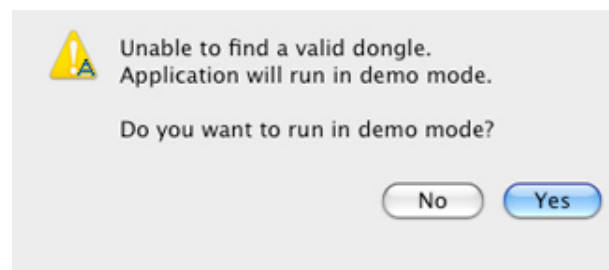 Unable to find a valid dongle.
Application will run in demo mode.
Do you want to run in demo mode?
No Yes